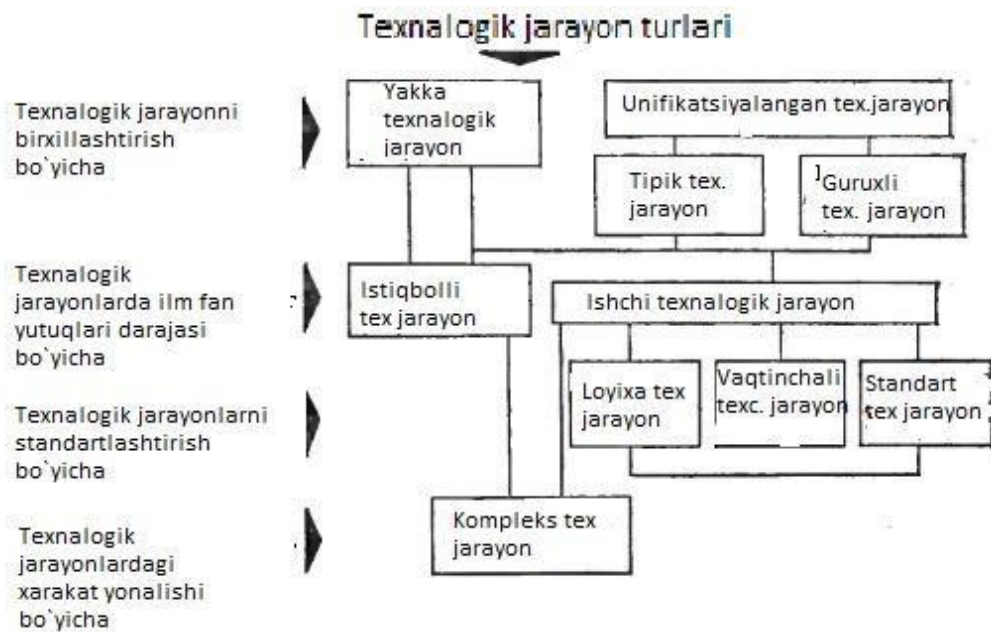 Texnalogik jarayon turlari
Texnalogik jarayonni
birxillashtirish
bo`yicha
Yakka
texnalogik
jarayon
Unifikatsiyalangan tex.jarayon
Tipik tex.
jarayon
Guruxli
tex. jarayon
Texnalogik
jarayonlarda ilm fan
yutuqlari darajasi
bo`yicha
Istiqbolli
tex jarayon
Ishchi texnalogik jarayon
Loyixa tex
jarayon
Vaqtinchali
texc. jarayon
Standart
tex jarayon
Texnalogik jarayonlarni
standartlashtirish
bo`yicha
Kompleks tex
jarayon
Texnalogik
jarayonlardagi
xarakat yonalishi
bo`yicha